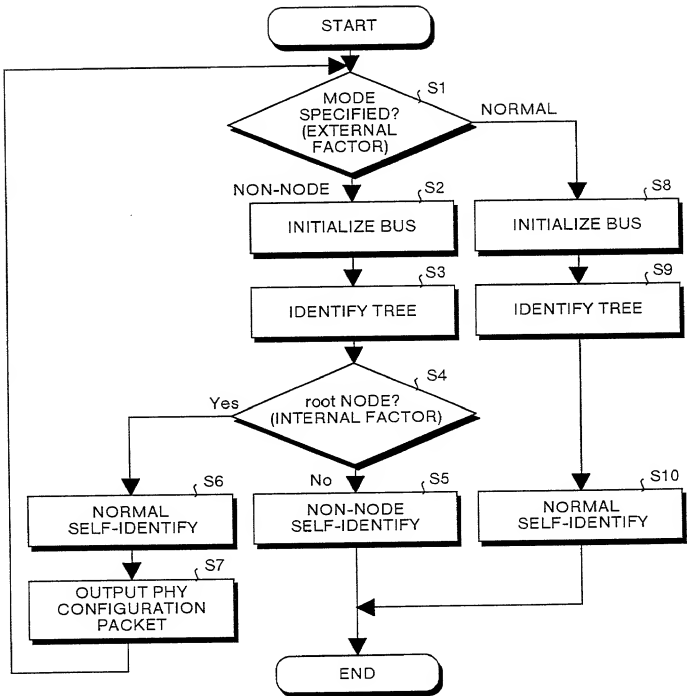 START
S1
MODE
SPECIFIED?
(EXTERNAL
FACTOR)
NORMAL
NON-NODE
S2
INITIALIZE BUS
S8
INITIALIZE BUS
S3
IDENTIFY TREE
S9
IDENTIFY TREE
S4
Yes
root NODE?
(INTERNAL FACTOR)
No
S6
NORMAL
SELF-IDENTIFY
S5
NON-NODE
SELF-IDENTIFY
S10
NORMAL
SELF-IDENTIFY
S7
OUTPUT PHY
CONFIGURATION
PACKET
END